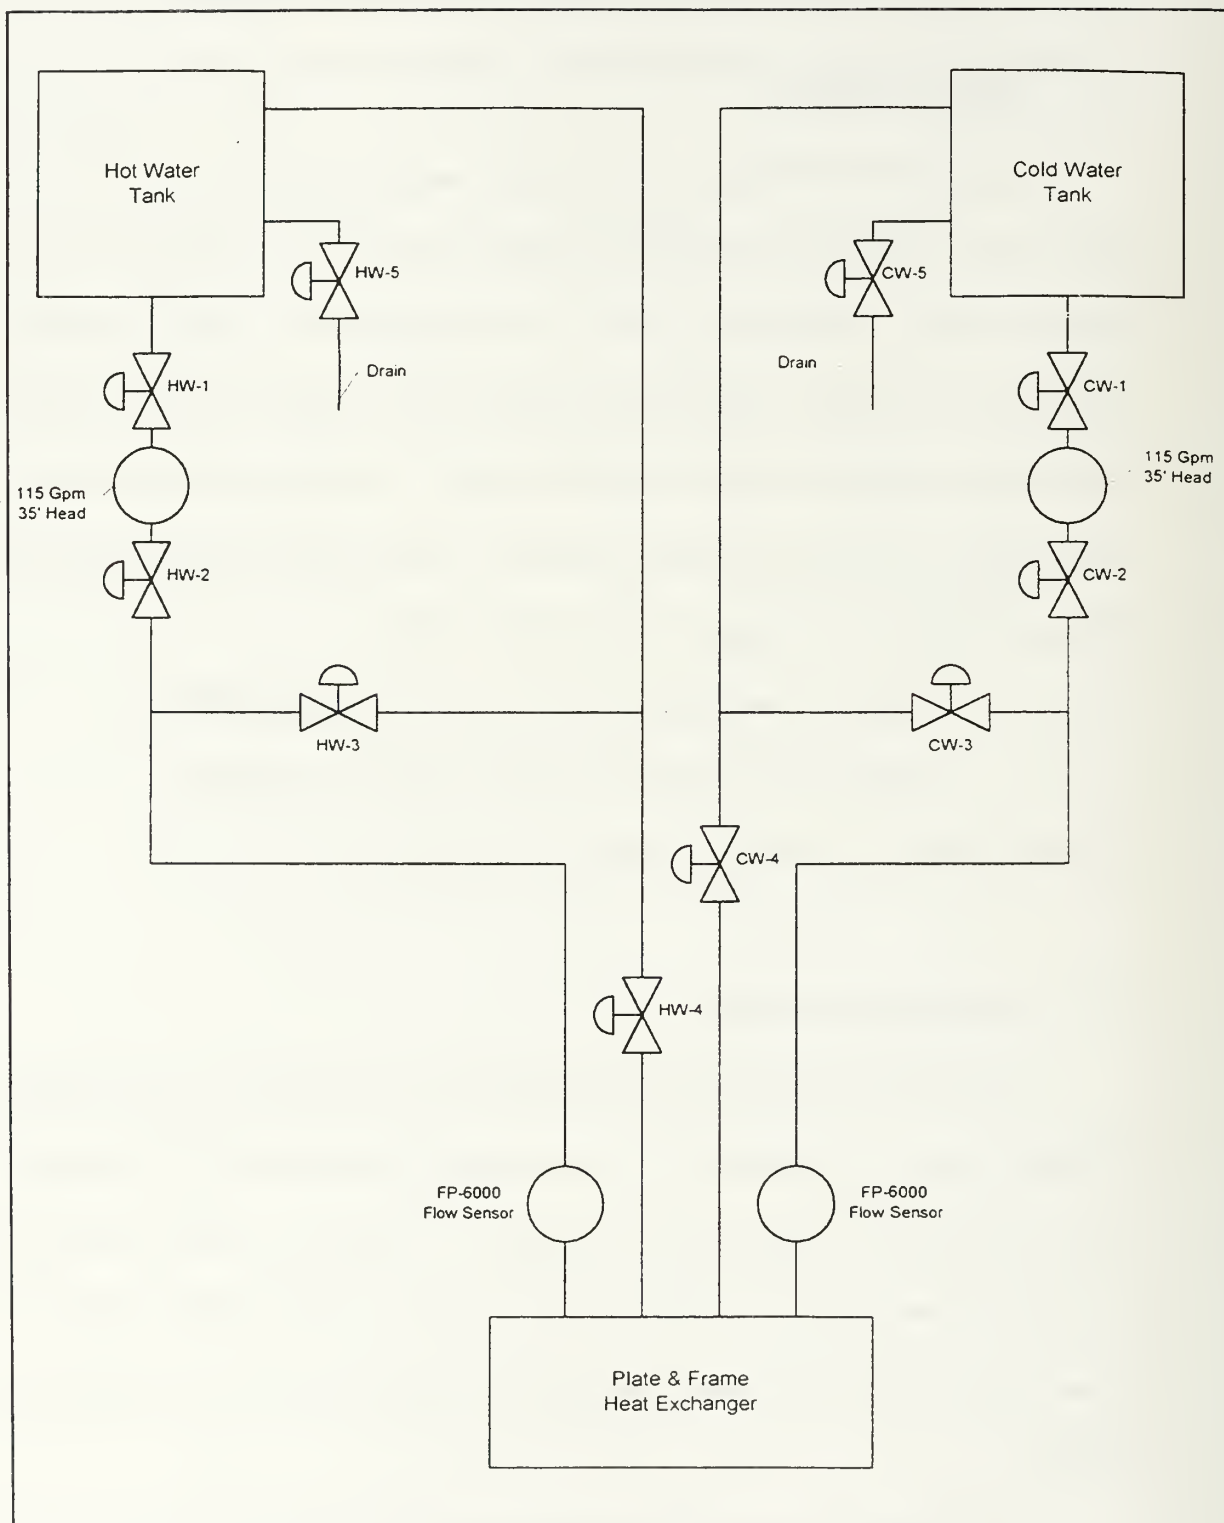 Hot Water
Tank
Cold Water
Tank
HW-5
CW-5
Drain
Drain
HW-1
CW-1
115 Gpm
35' Head
115 Gpm
35' Head
HW-2
CW-2
HW-3
CW-3
CW-4
HW-4
FP-6000
Flow Sensor
FP-6000
Flow Sensor
Plate & Frame
Heat Exchanger